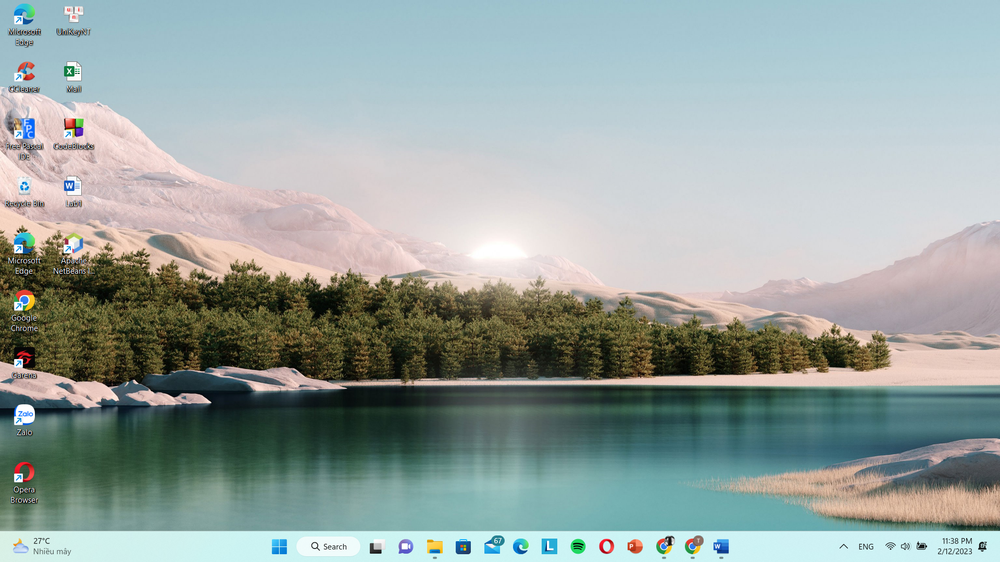 Microsoft
Edge
UniKeyNT
CCleaner
Mail
Free Pascal
IDE
CodeBlocks
Recycle Bin
Lab1
Microsoft
Edge
Apache
NetBeans I...
Google
Chrome
Garena
Zalo
Zalo
Opera
Browser
27°C
Nhiều mây
Search
67
T
ENG
11:38 PM
2/12/2023